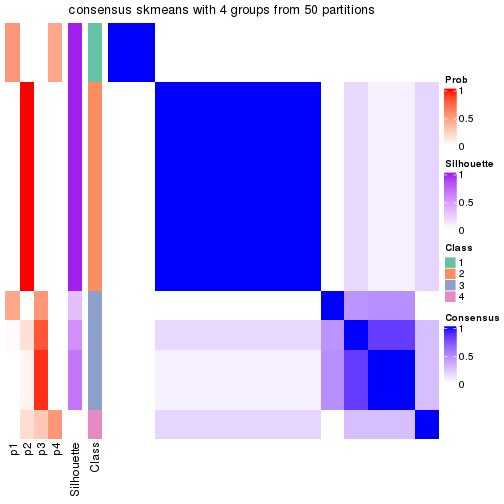 consensus skmeans with 4 groups from 50 partitions
Prob
1
0.5
0
Silhouette
1
0.5
0
Class
1
2
3
4
Consensus
1
0.5
0
p1
p2
p3
p4
Silhouette
Class